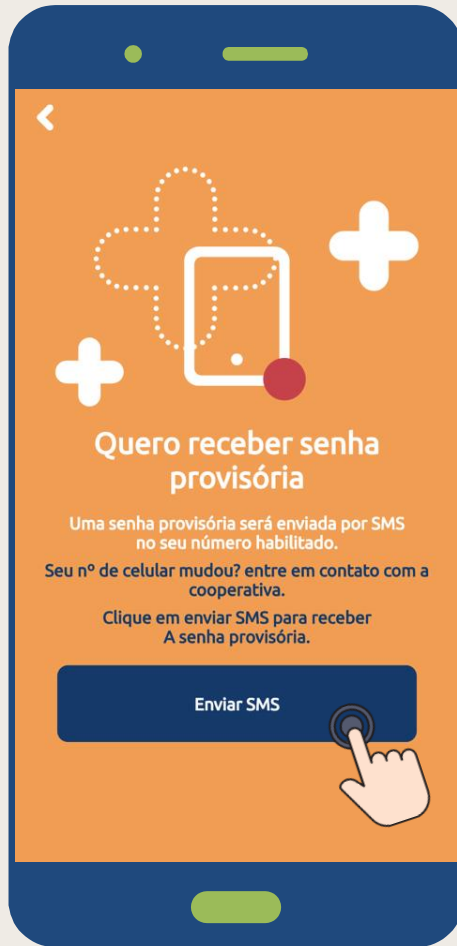 Quero receber senha
provisória
Uma senha provisória será enviada por SMS
no seu número habilitado.
Seu nº de celular mudou? entre em contato com a
cooperativa.
Clique em enviar SMS para receber
A senha provisória.
Enviar SMS